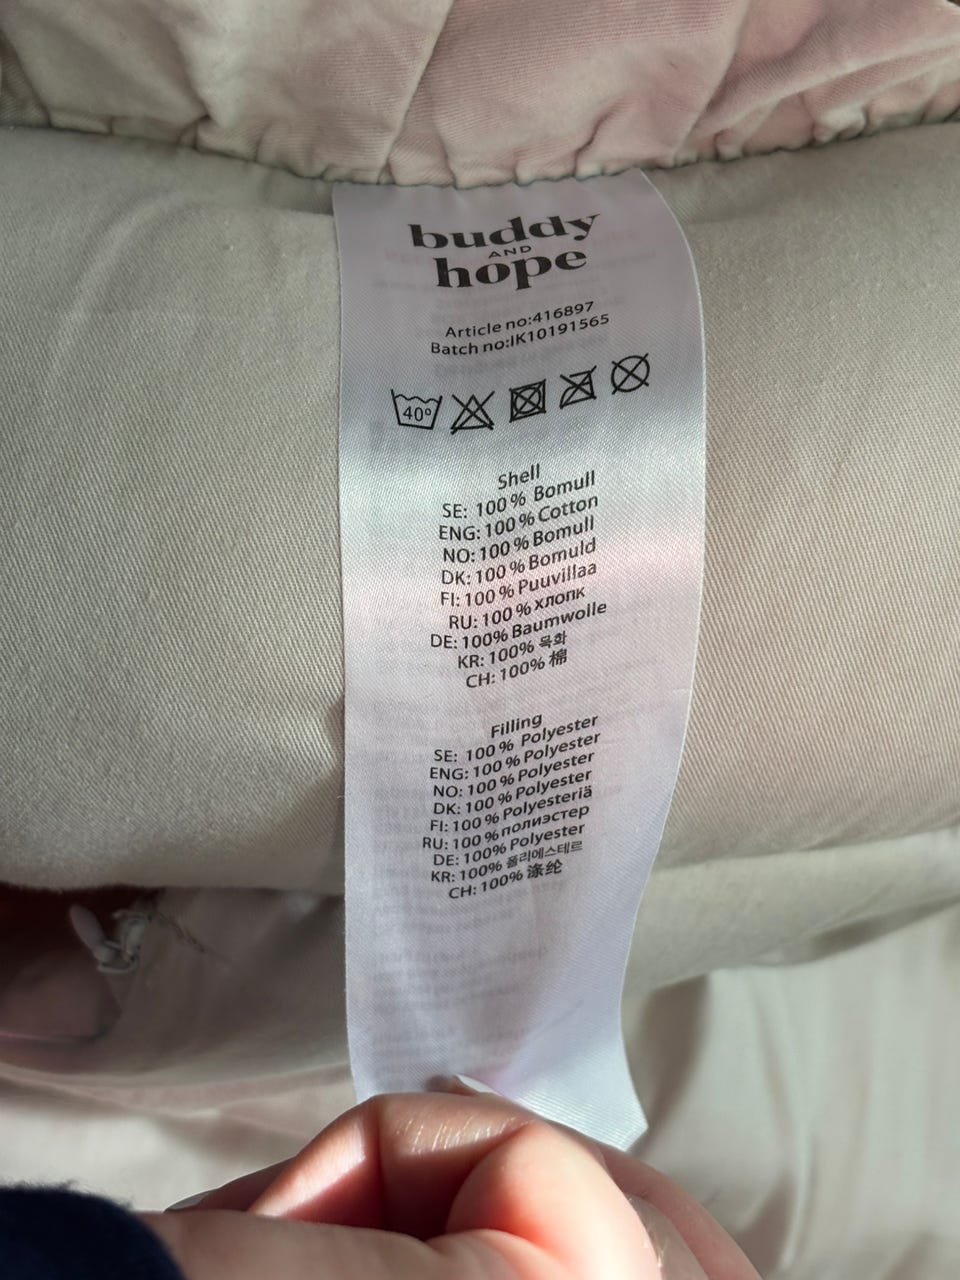 buddy
AND
hope
Article no:416897
Batch no:IK10191565
40°
Shell
SE: 100 % Bomull
ENG: 100 % Cotton
NO: 100 % Bomull
DK: 100 % Bomuld
FI: 100 % Puuvillaa
RU: 100 % хлопк
DE: 100% Baumwolle
KR: 100% 목화
CH: 100% 棉
Filling
SE: 100 % Polyester
ENG: 100 % Polyester
NO: 100 % Polyester
DK: 100 % Polyester
FI: 100 % Polyesteriä
RU: 100 % полиэстер
DE: 100% Polyester
KR: 100% 폴리에스테르
CH: 100% 涤纶